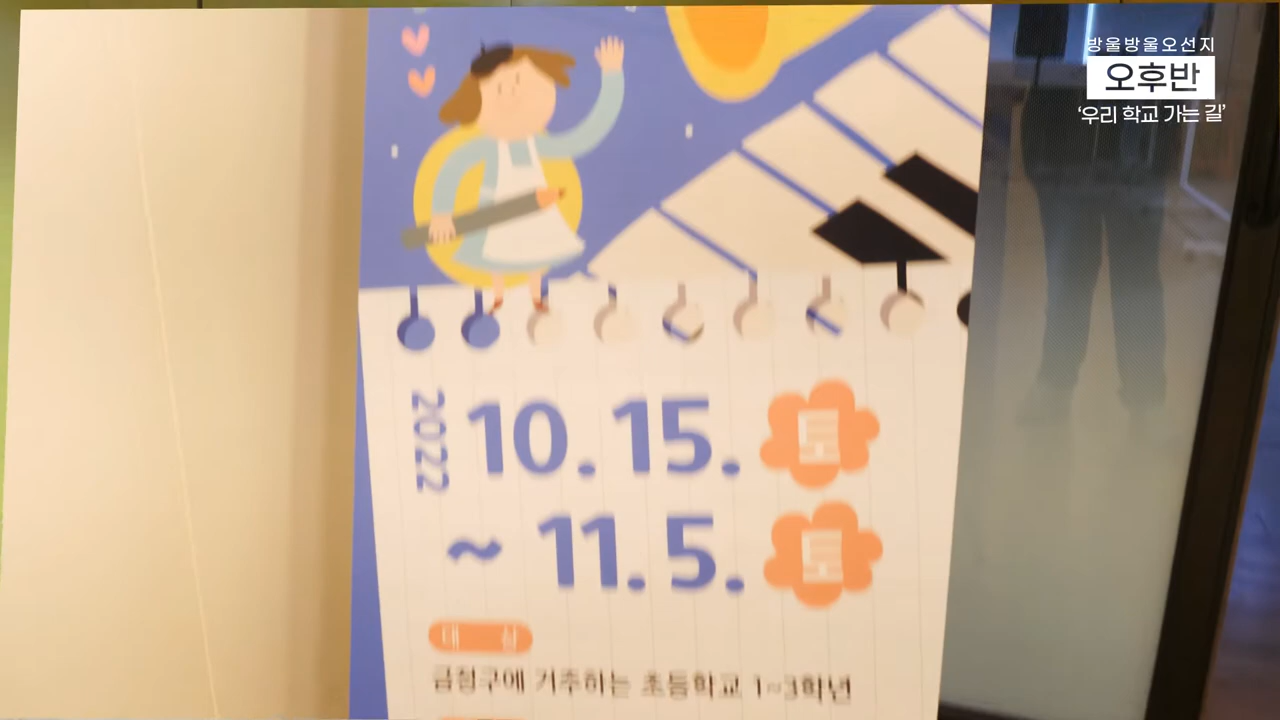 방울방울오선지
오후반
‘우리 학교 가는 길’
2022 10. 15. 토
~ 11. 5. 토
대 상
금정구에 거주하는 초등학교 1~3학년